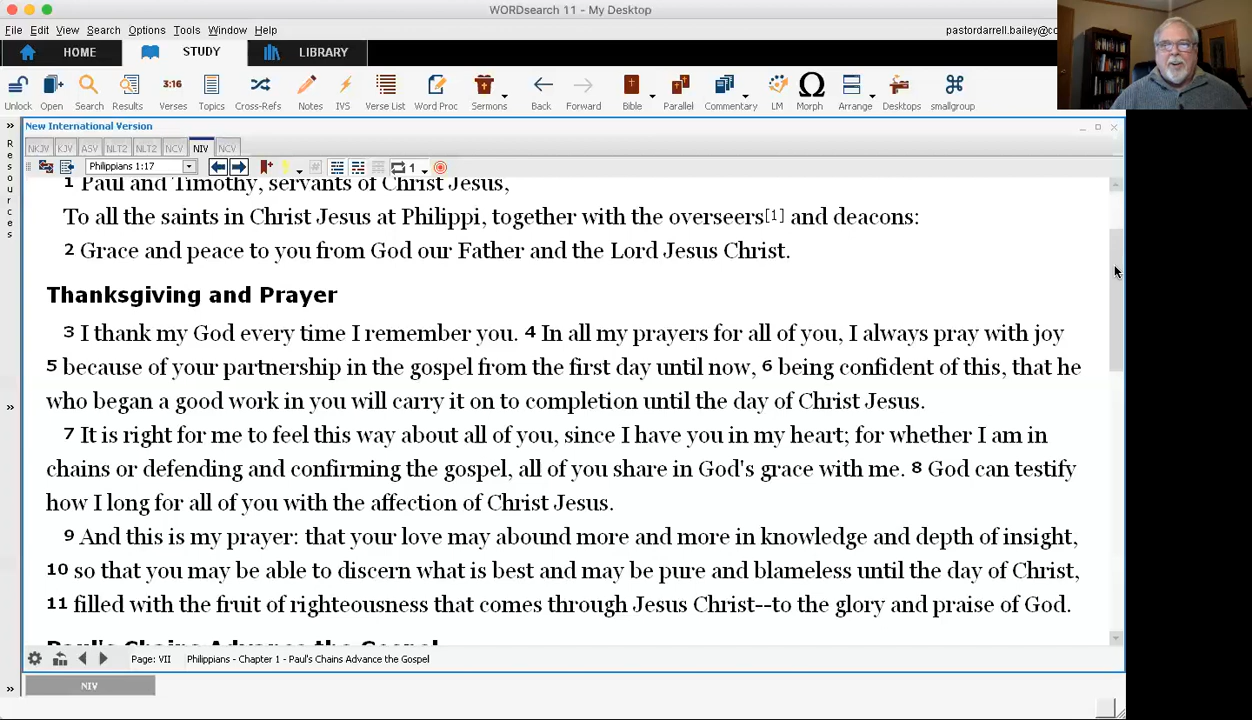 WORDsearch 11 - My Desktop
File Edit View Search Options Tools Window Help
pastordarrell.bailey@co
HOME STUDY LIBRARY
3:16
Unlock Open Search Results Verses Topics Cross-Refs Notes IVS Verse List Word Proc Sermons Back Forward Bible Parallel Commentary LM Morph Arrange Desktops smallgroup
New International Version
Resources
NKJV KJV ASV NLT2 NLT2 NCV NIV NCV
Philippians 1:17
1
1 Paul and Timothy, servants of Christ Jesus,
To all the saints in Christ Jesus at Philippi, together with the overseers[1] and deacons:
2 Grace and peace to you from God our Father and the Lord Jesus Christ.
Thanksgiving and Prayer
3 I thank my God every time I remember you. 4 In all my prayers for all of you, I always pray with joy
5 because of your partnership in the gospel from the first day until now, 6 being confident of this, that he
who began a good work in you will carry it on to completion until the day of Christ Jesus.
7 It is right for me to feel this way about all of you, since I have you in my heart; for whether I am in
chains or defending and confirming the gospel, all of you share in God's grace with me. 8 God can testify
how I long for all of you with the affection of Christ Jesus.
9 And this is my prayer: that your love may abound more and more in knowledge and depth of insight,
10 so that you may be able to discern what is best and may be pure and blameless until the day of Christ,
11 filled with the fruit of righteousness that comes through Jesus Christ--to the glory and praise of God.
Paul's Chains Advance the Gospel
Page: VII Philippians - Chapter 1 - Paul's Chains Advance the Gospel
NIV